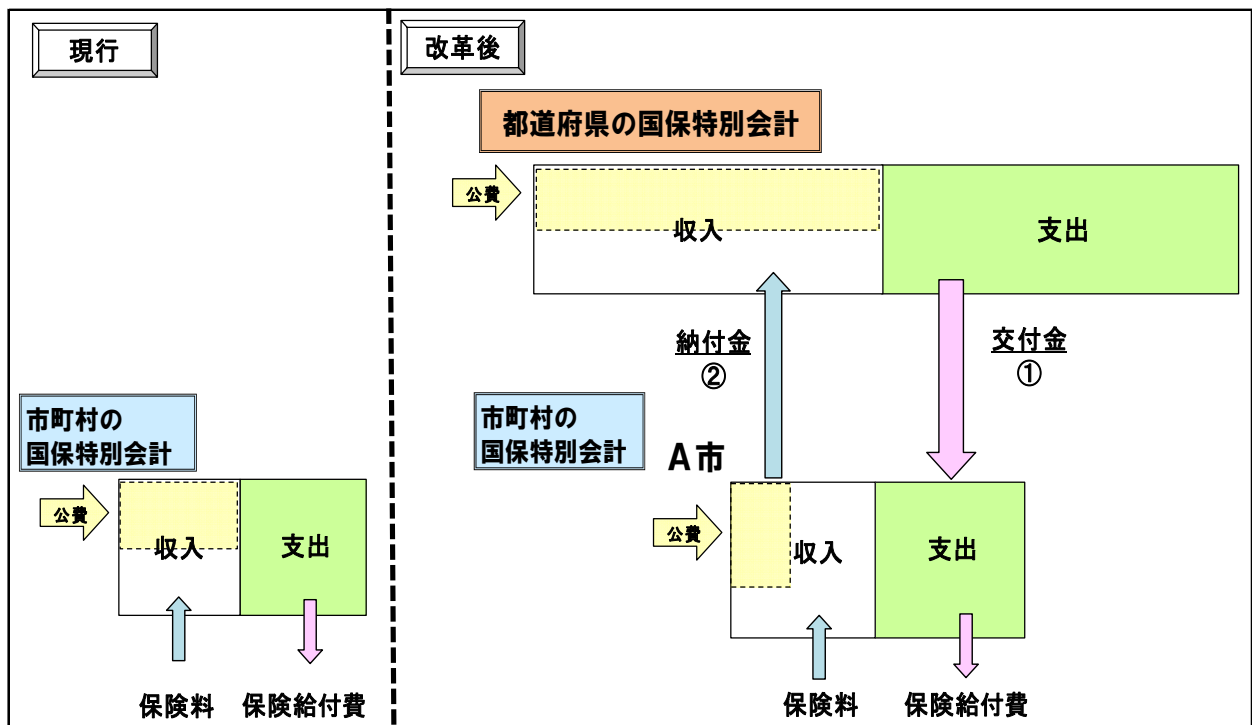 現行
市町村の
国保特別会計
公費
収入
支出
保険料
保険給付費
改革後
都道府県の国保特別会計
公費
収入
支出
納付金
②
交付金
①
市町村の
国保特別会計
A市
公費
収入
支出
保険料
保険給付費